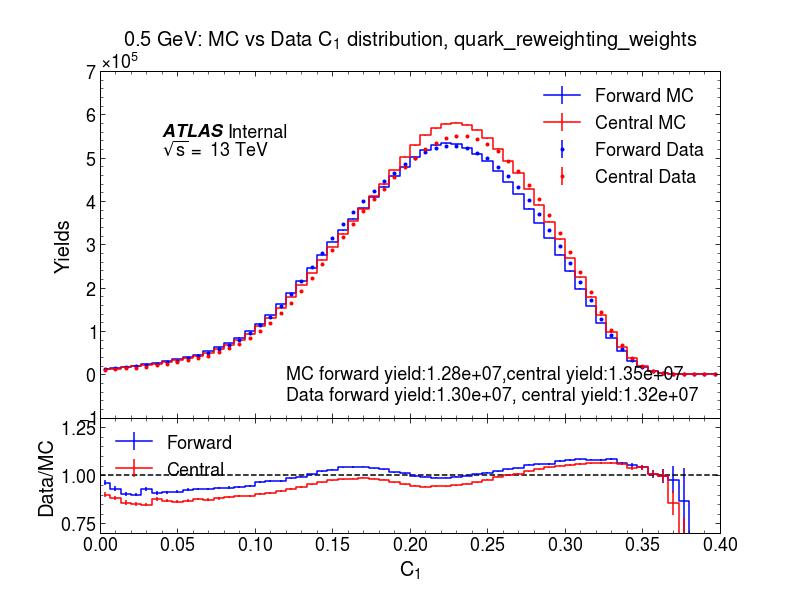 0.5 GeV: MC vs Data C₁ distribution, quark_reweighting_weights
×10⁵
7
6
5
4
3
2
1
0
−1
Yields
ATLAS Internal
√s = 13 TeV
Forward MC
Central MC
Forward Data
Central Data
MC forward yield:1.28e+07,central yield:1.35e+07
Data forward yield:1.30e+07, central yield:1.32e+07
1.25
1.00
0.75
Data/MC
Forward
Central
0.00 0.05 0.10 0.15 0.20 0.25 0.30 0.35 0.40
C₁